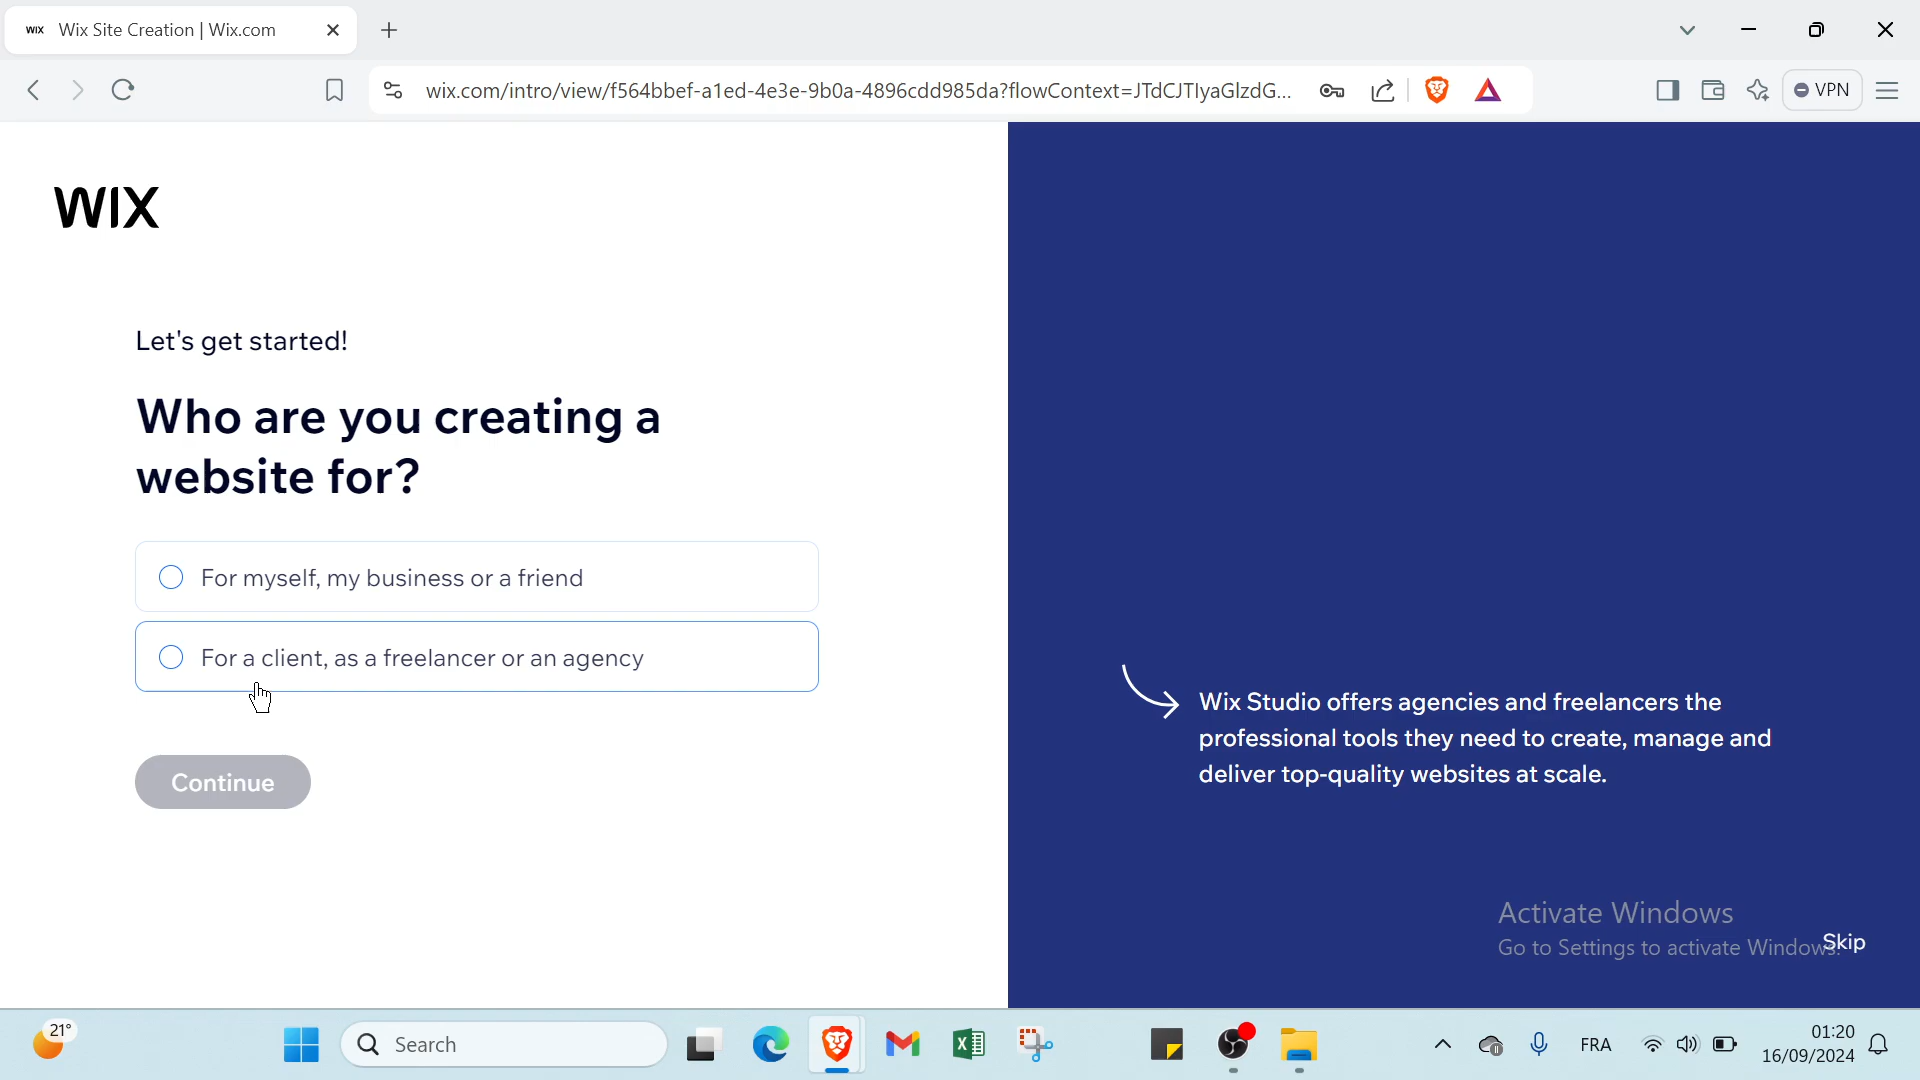 WIX Wix Site Creation | Wix.com
wix.com/intro/view/f564bbef-a1ed-4e3e-9b0a-4896cdd985da?flowContext=JTdCJTIyaGlzdG...
VPN
WIX
Let's get started!
Who are you creating a
website for?
For myself, my business or a friend
For a client, as a freelancer or an agency
Continue
Wix Studio offers agencies and freelancers the
professional tools they need to create, manage and
deliver top-quality websites at scale.
Activate Windows
Go to Settings to activate Windows.
Skip
21°
Search
FRA
01:20
16/09/2024